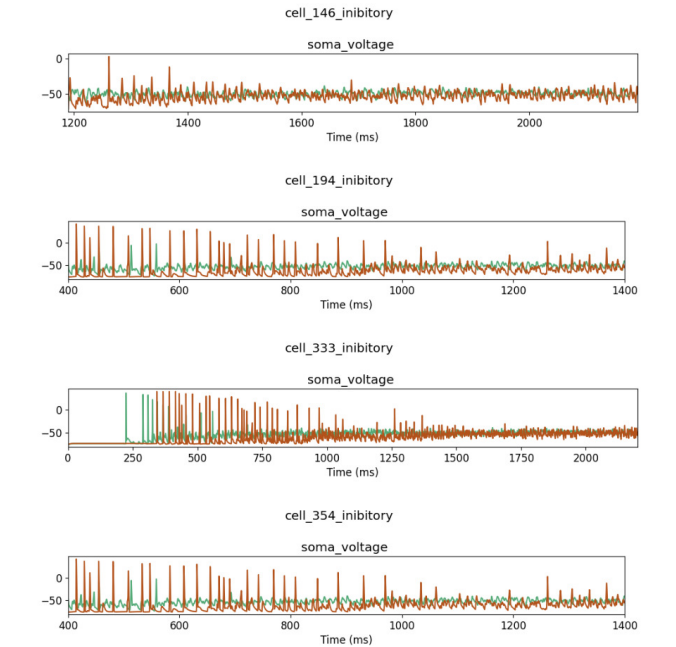 cell_146_inibitory
soma_voltage
0
−50
1200 1400 1600 1800 2000
Time (ms)
cell_194_inibitory
soma_voltage
0
−50
400 600 800 1000 1200 1400
Time (ms)
cell_333_inibitory
soma_voltage
0
−50
0 250 500 750 1000 1250 1500 1750 2000
Time (ms)
cell_354_inibitory
soma_voltage
0
−50
400 600 800 1000 1200 1400
Time (ms)